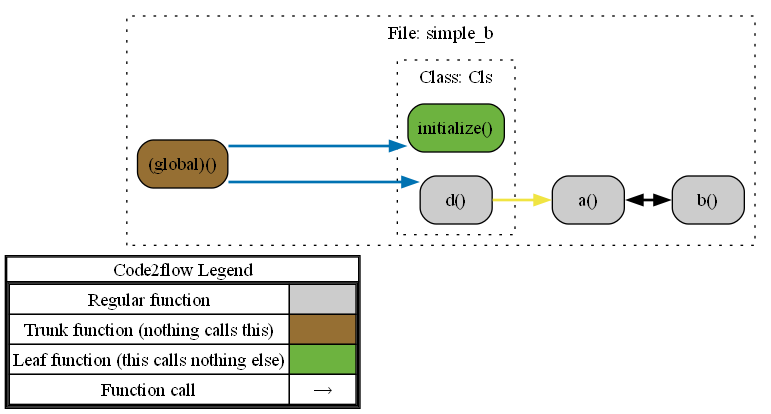 File: simple_b
Class: Cls
initialize()
(global)()
d()
a()
b()
Code2flow Legend
Regular function
Trunk function (nothing calls this)
Leaf function (this calls nothing else)
Function call →